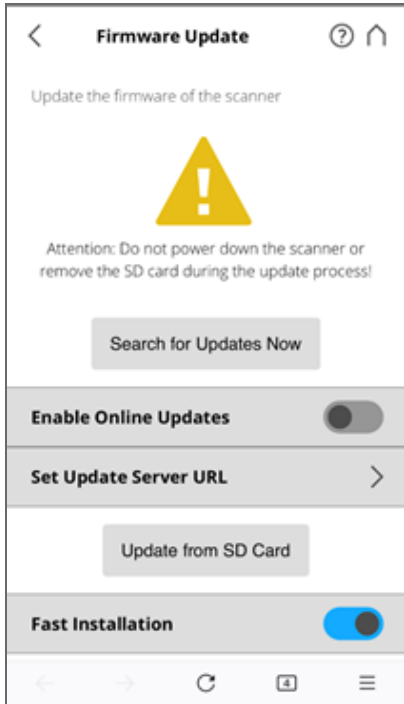 Firmware Update
Update the firmware of the scanner
Attention: Do not power down the scanner or
remove the SD card during the update process!
Search for Updates Now
Enable Online Updates
Set Update Server URL
Update from SD Card
Fast Installation
4